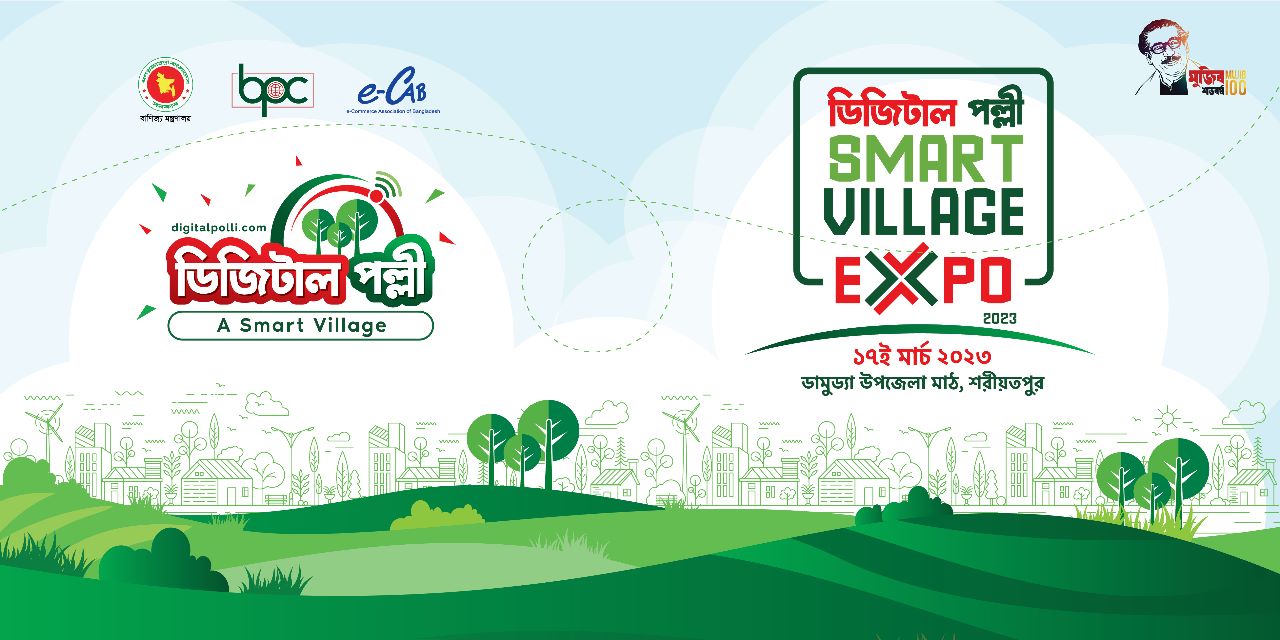 বাণিজ্য মন্ত্রণালয়
bpc
e-CAB
e-Commerce Association of Bangladesh
digitalpolli.com
ডিজিটাল পল্লী
A Smart Village
মুজিব
শতবর্ষ
MUJIB
100
ডিজিটাল পল্লী
SMART
VILLAGE
EXPO
2023
১৭ই মার্চ ২০২৩
ডামুড্যা উপজেলা মাঠ, শরীয়তপুর